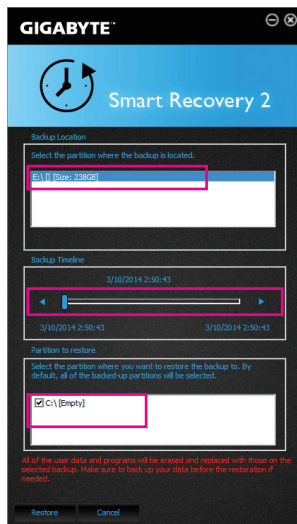 GIGABYTE™
Smart Recovery 2
Backup Location
Select the partition where the backup is located.
E:\ [] [Size: 238GB]
Backup Timeline
3/10/2014 2:50:43
3/10/2014 2:50:43 3/10/2014 2:50:43
Partition to restore
Select the partition where you want to restore the backup to. By
default, all of the backed-up partitions will be selected.
C:\ [Empty]
All of the user data and programs will be erased and replaced with those on the
selected backup. Make sure to back up your data before the restoration if
needed.
Restore Cancel